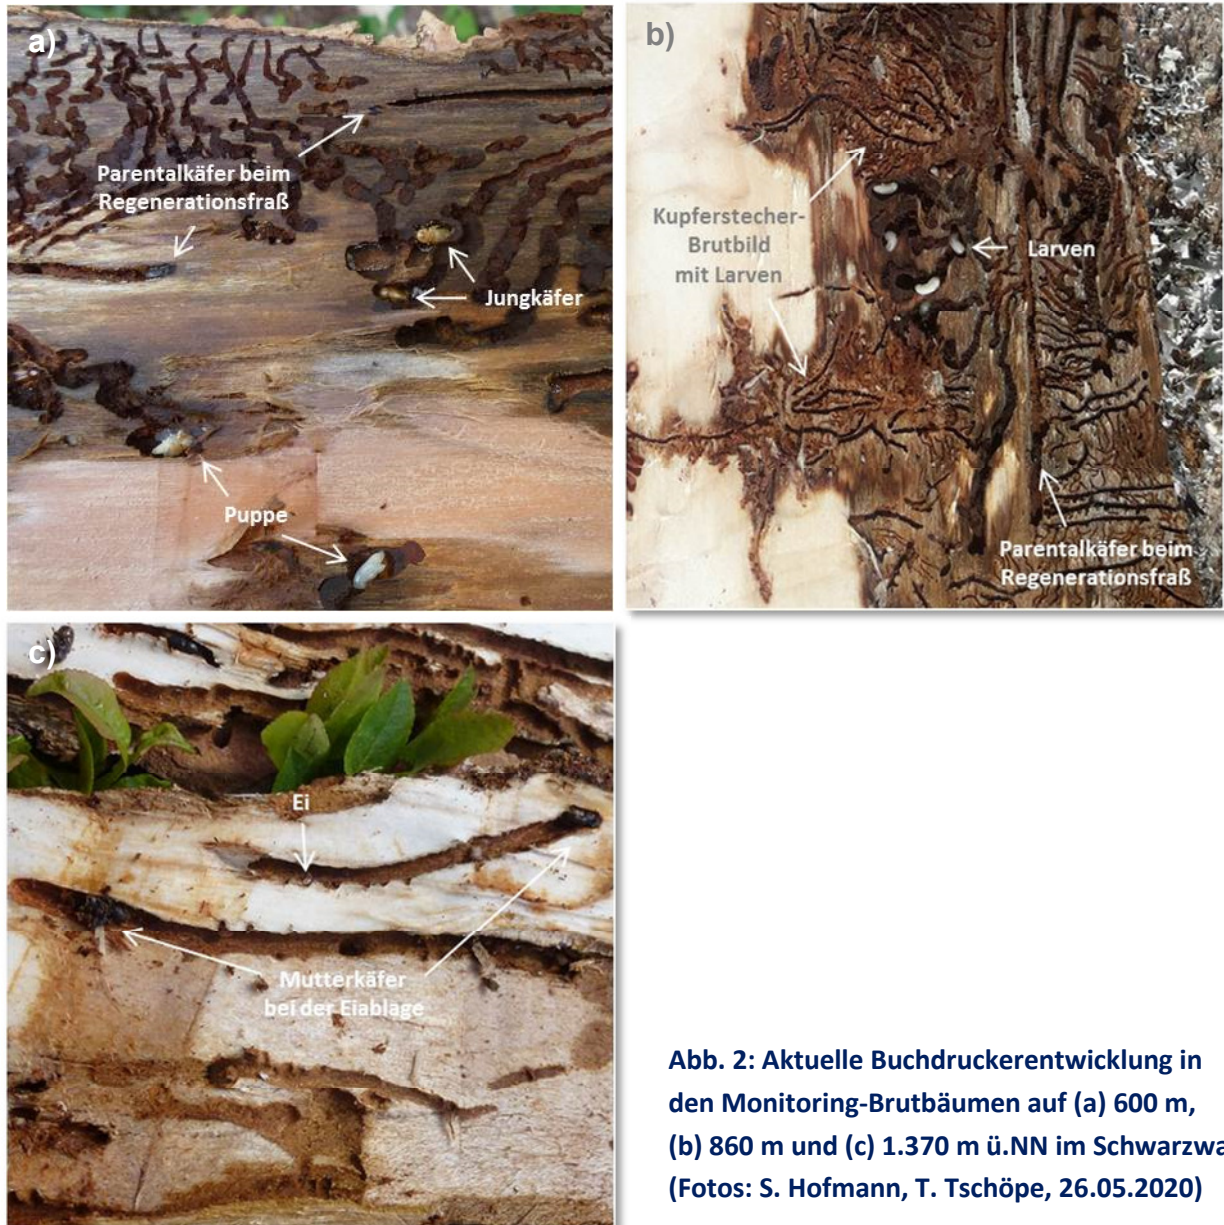 a)
Parentalkäfer beim
Regenerationsfraß
Jungkäfer
Puppe
b)
Kupferstecher-
Brutbild
mit Larven
Larven
Parentalkäfer beim
Regenerationsfraß
c)
Ei
Mutterkäfer
bei der Eiablage
Abb. 2: Aktuelle Buchdruckerentwicklung in
den Monitoring-Brutbäumen auf (a) 600 m,
(b) 860 m und (c) 1.370 m ü.NN im Schwarzwa
(Fotos: S. Hofmann, T. Tschöpe, 26.05.2020)